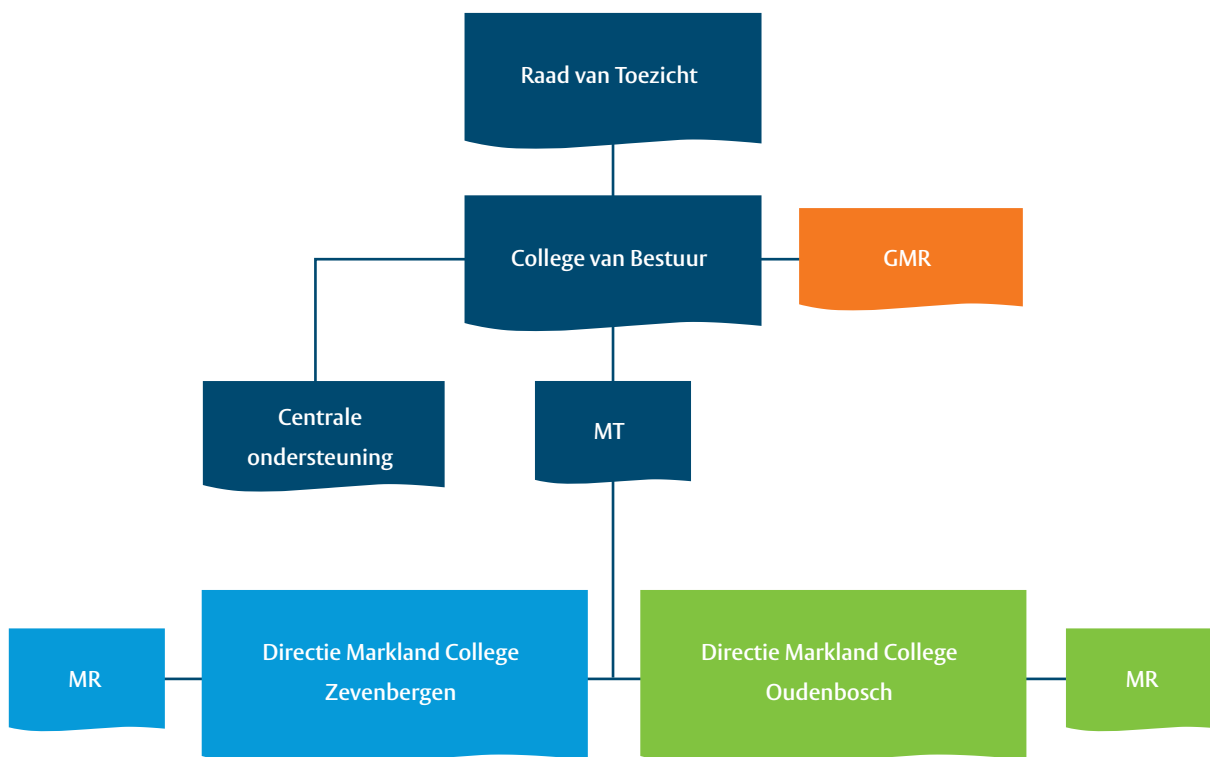 Raad van Toezicht
College van Bestuur
GMR
Centrale
ondersteuning
MT
MR
Directie Markland College
Zevenbergen
Directie Markland College
Oudenbosch
MR